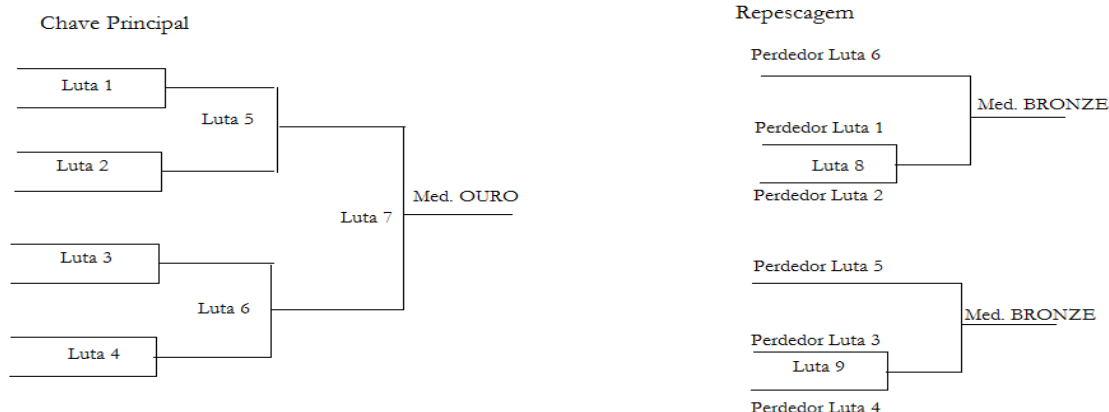 Chave Principal
Luta 1
Luta 5
Luta 2
Med. OURO
Luta 7
Luta 3
Luta 6
Luta 4
Repescagem
Perdedor Luta 6
Med. BRONZE
Perdedor Luta 1
Luta 8
Perdedor Luta 2
Perdedor Luta 5
Med. BRONZE
Perdedor Luta 3
Luta 9
Perdedor Luta 4